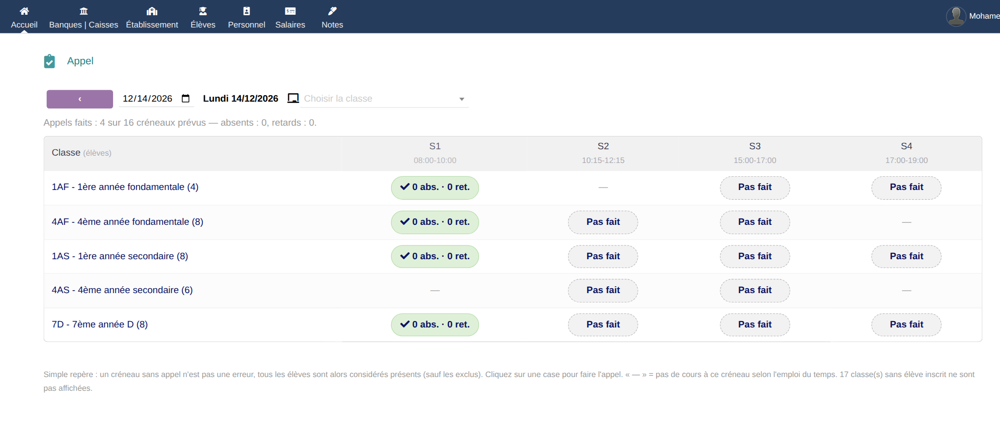 Accueil Banques | Caisses Établissement Élèves Personnel Salaires Notes
Mohame
Appel
‹ 12/14/2026 Lundi 14/12/2026 Choisir la classe
Appels faits : 4 sur 16 créneaux prévus — absents : 0, retards : 0.
Classe (élèves) S1 S2 S3 S4
08:00-10:00 10:15-12:15 15:00-17:00 17:00-19:00
1AF - 1ère année fondamentale (4) 0 abs. · 0 ret. — Pas fait Pas fait
4AF - 4ème année fondamentale (8) 0 abs. · 0 ret. Pas fait Pas fait —
1AS - 1ère année secondaire (8) 0 abs. · 0 ret. Pas fait Pas fait Pas fait
4AS - 4ème année secondaire (6) — Pas fait Pas fait —
7D - 7ème année D (8) 0 abs. · 0 ret. Pas fait Pas fait Pas fait
Simple repère : un créneau sans appel n'est pas une erreur, tous les élèves sont alors considérés présents (sauf les exclus). Cliquez sur une case pour faire l'appel. « — » = pas de cours à ce créneau selon l'emploi du temps. 17 classe(s) sans élève inscrit ne sont
pas affichées.